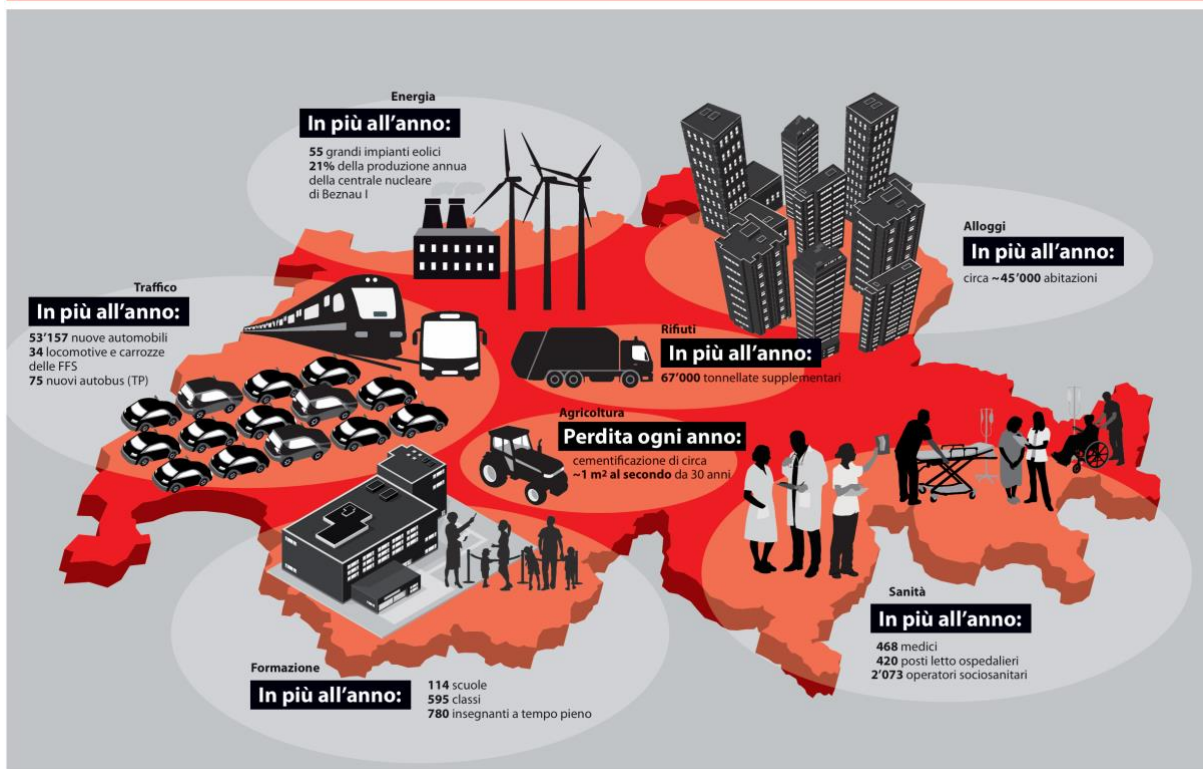 Energia
In più all'anno:
55 grandi impianti eolici
21% della produzione annua
della centrale nucleare
di Beznau I
Alloggi
In più all'anno:
circa ~45'000 abitazioni
Traffico
In più all'anno:
53'157 nuove automobili
34 locomotive e carrozze
delle FFS
75 nuovi autobus (TP)
Rifiuti
In più all'anno:
67'000 tonnellate supplementari
Agricoltura
Perdita ogni anno:
cementificazione di circa
~1 m² al secondo da 30 anni
Sanità
In più all'anno:
468 medici
420 posti letto ospedalieri
2'073 operatori sociosanitari
Formazione
In più all'anno:
114 scuole
595 classi
780 insegnanti a tempo pieno